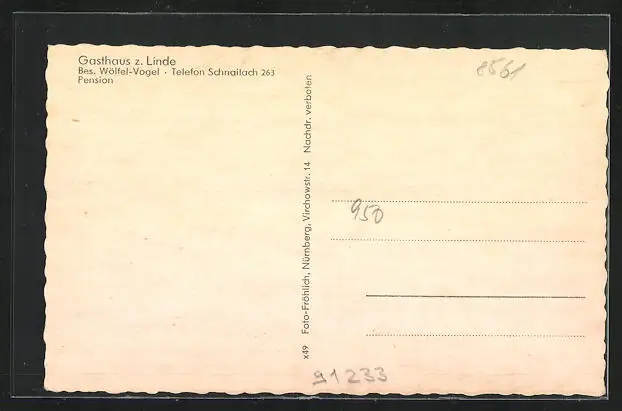 Gasthaus z. Linde
Bes. Wölfel-Vogel · Telefon Schnaittach 263
Pension
x49 Foto-Fröhlich, Nürnberg, Virchowstr. 14 Nachdr. verboten
8561
950
91233